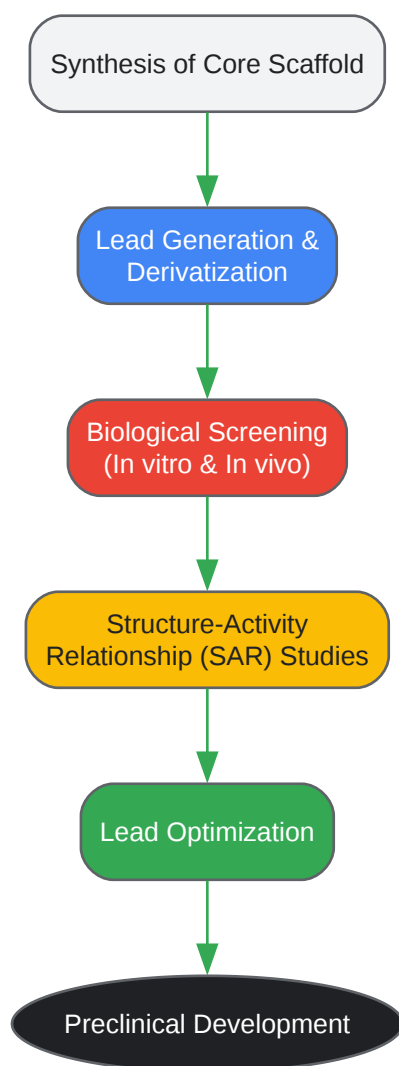 Synthesis of Core Scaffold
Lead Generation &
Derivatization
Biological Screening
(In vitro & In vivo)
Structure-Activity
Relationship (SAR) Studies
Lead Optimization
Preclinical Development